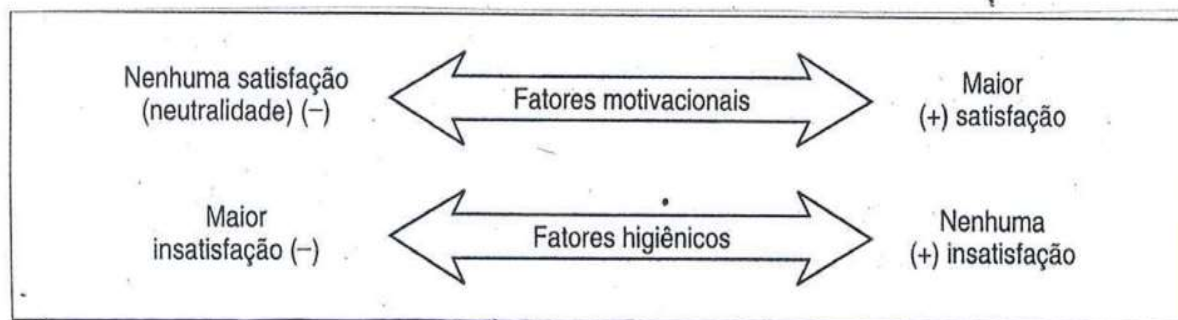 Nenhuma satisfação
(neutralidade) (–)
Fatores motivacionais
Maior
(+) satisfação
Maior
insatisfação (–)
Fatores higiênicos
Nenhuma
(+) insatisfação